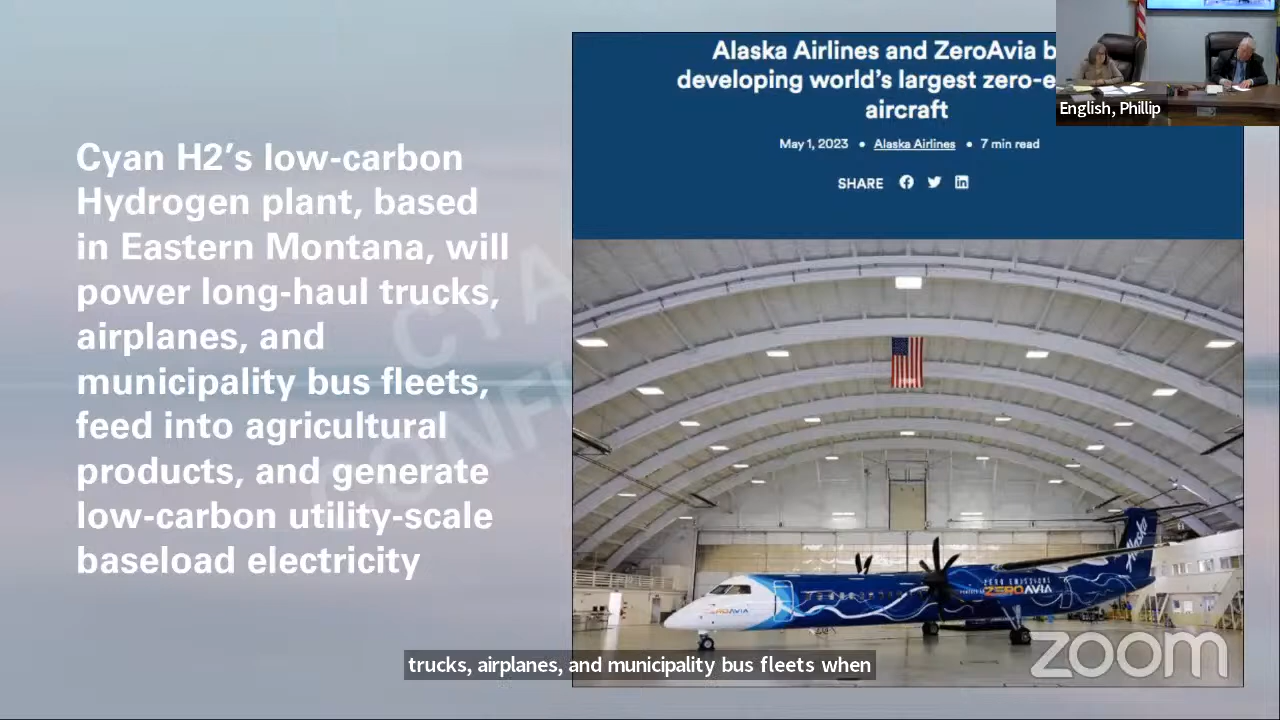 Cyan H2's low-carbon
Hydrogen plant, based
in Eastern Montana, will
power long-haul trucks,
airplanes, and
municipality bus fleets,
feed into agricultural
products, and generate
low-carbon utility-scale
baseload electricity
Alaska Airlines and ZeroAvia b
developing world's largest zero-e
aircraft
May 1, 2023 • Alaska Airlines • 7 min read
SHARE
English, Phillip
ZERO EMISSIONS
ZEROAVIA
ZEROAVIA
Alaska
trucks, airplanes, and municipality bus fleets when
zoom